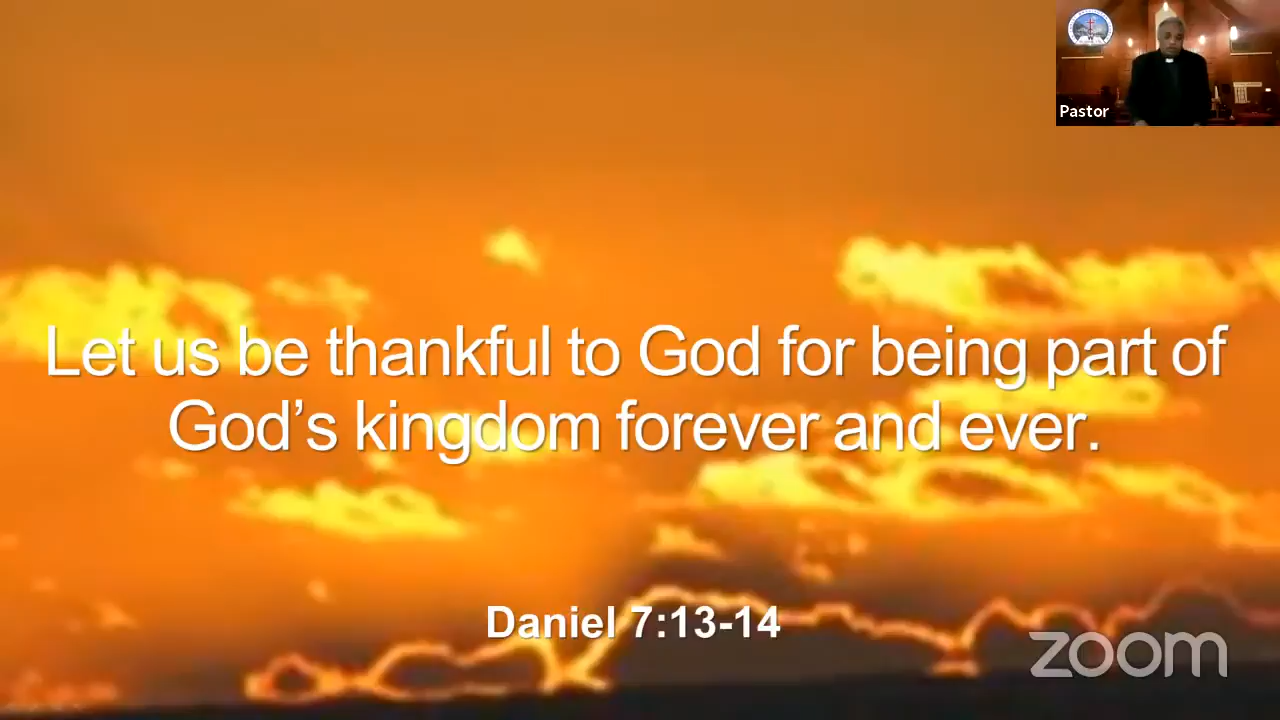 Pastor
Let us be thankful to God for being part of
God’s kingdom forever and ever.
Daniel 7:13-14
zoom